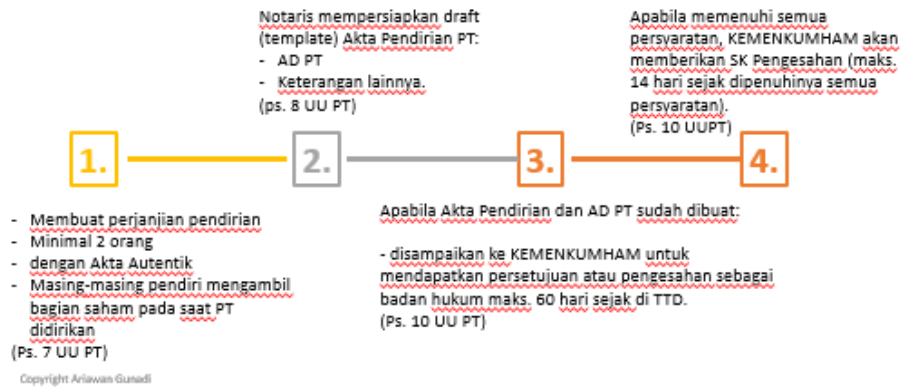 Notaris mempersiapkan draft
(template) Akta Pendirian PT:
- AD PT
- Keterangan lainnya.
(ps. 8 UU PT)
Apabila memenuhi semua
persyaratan, KEMENKUMHAM akan
memberikan SK Pengesahan (maks.
14 hari sejak dipenuhinya semua
persyaratan).
(Ps. 10 UUPT)
1.
2.
3.
4.
- Membuat perjanjian pendirian
- Minimal 2 orang
- dengan Akta Autentik
- Masing-masing pendiri mengambil
bagian saham pada saat PT
didirikan
(Ps. 7 UU PT)
Apabila Akta Pendirian dan AD PT sudah dibuat:
- disampaikan ke KEMENKUMHAM untuk
mendapatkan persetujuan atau pengesahan sebagai
badan hukum maks. 60 hari sejak di TTD.
(Ps. 10 UU PT)
Copyright Ariawan Gunadi